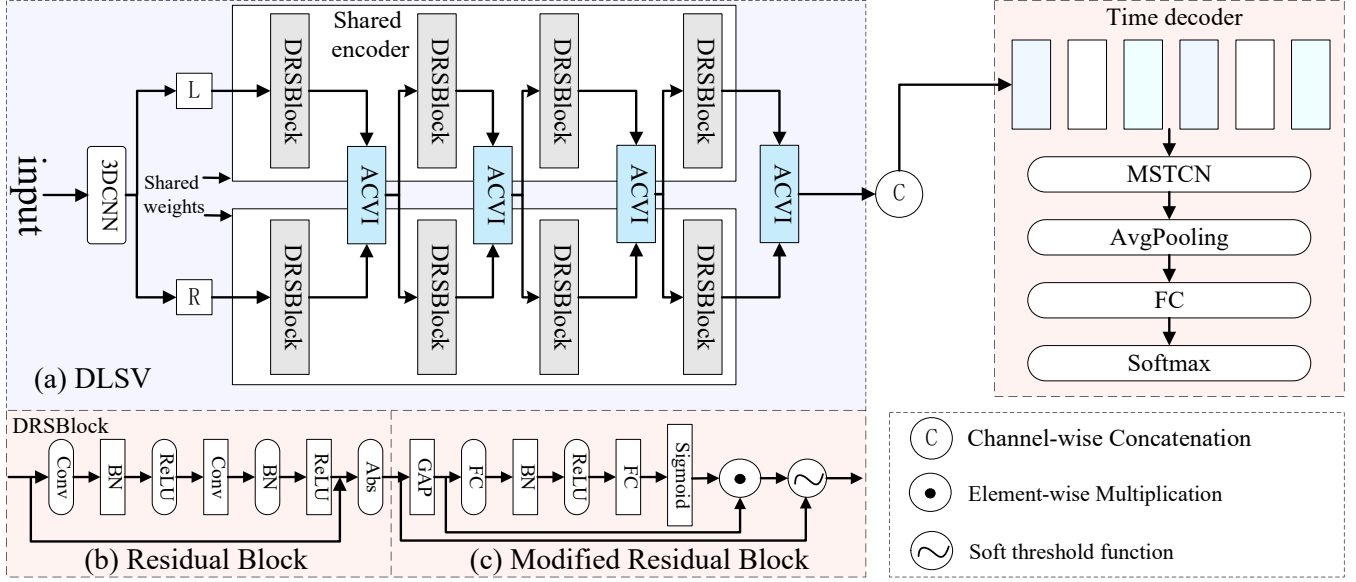 Shared
encoder
Time decoder
input
3DCNN
L
R
Shared
weights
DRSBlock
DRSBlock
DRSBlock
DRSBlock
ACVI
ACVI
ACVI
ACVI
DRSBlock
DRSBlock
DRSBlock
DRSBlock
C
MSTCN
AvgPooling
FC
Softmax
(a) DLSV
DRSBlock
Conv
BN
ReLU
Conv
BN
ReLU
Abs
GAP
FC
BN
ReLU
FC
Sigmoid
(b) Residual Block
(c) Modified Residual Block
C Channel-wise Concatenation
Element-wise Multiplication
Soft threshold function